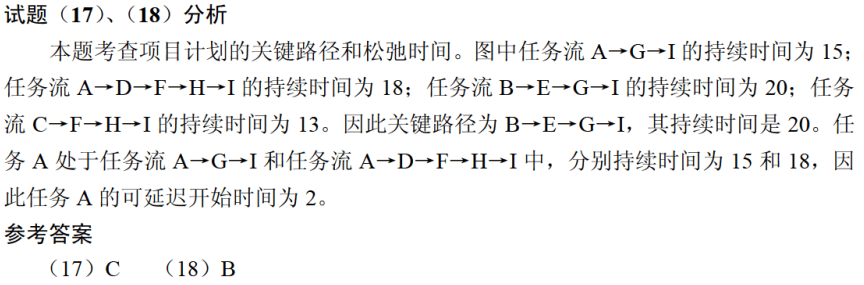 试题（17）、（18）分析
本题考查项目计划的关键路径和松弛时间。图中任务流 A→G→I 的持续时间为 15；
任务流 A→D→F→H→I 的持续时间为 18；任务流 B→E→G→I 的持续时间为 20；任务
流 C→F→H→I 的持续时间为 13。因此关键路径为 B→E→G→I，其持续时间是 20。任
务 A 处于任务流 A→G→I 和任务流 A→D→F→H→I 中，分别持续时间为 15 和 18，因
此任务 A 的可延迟开始时间为 2。
参考答案
（17）C （18）B